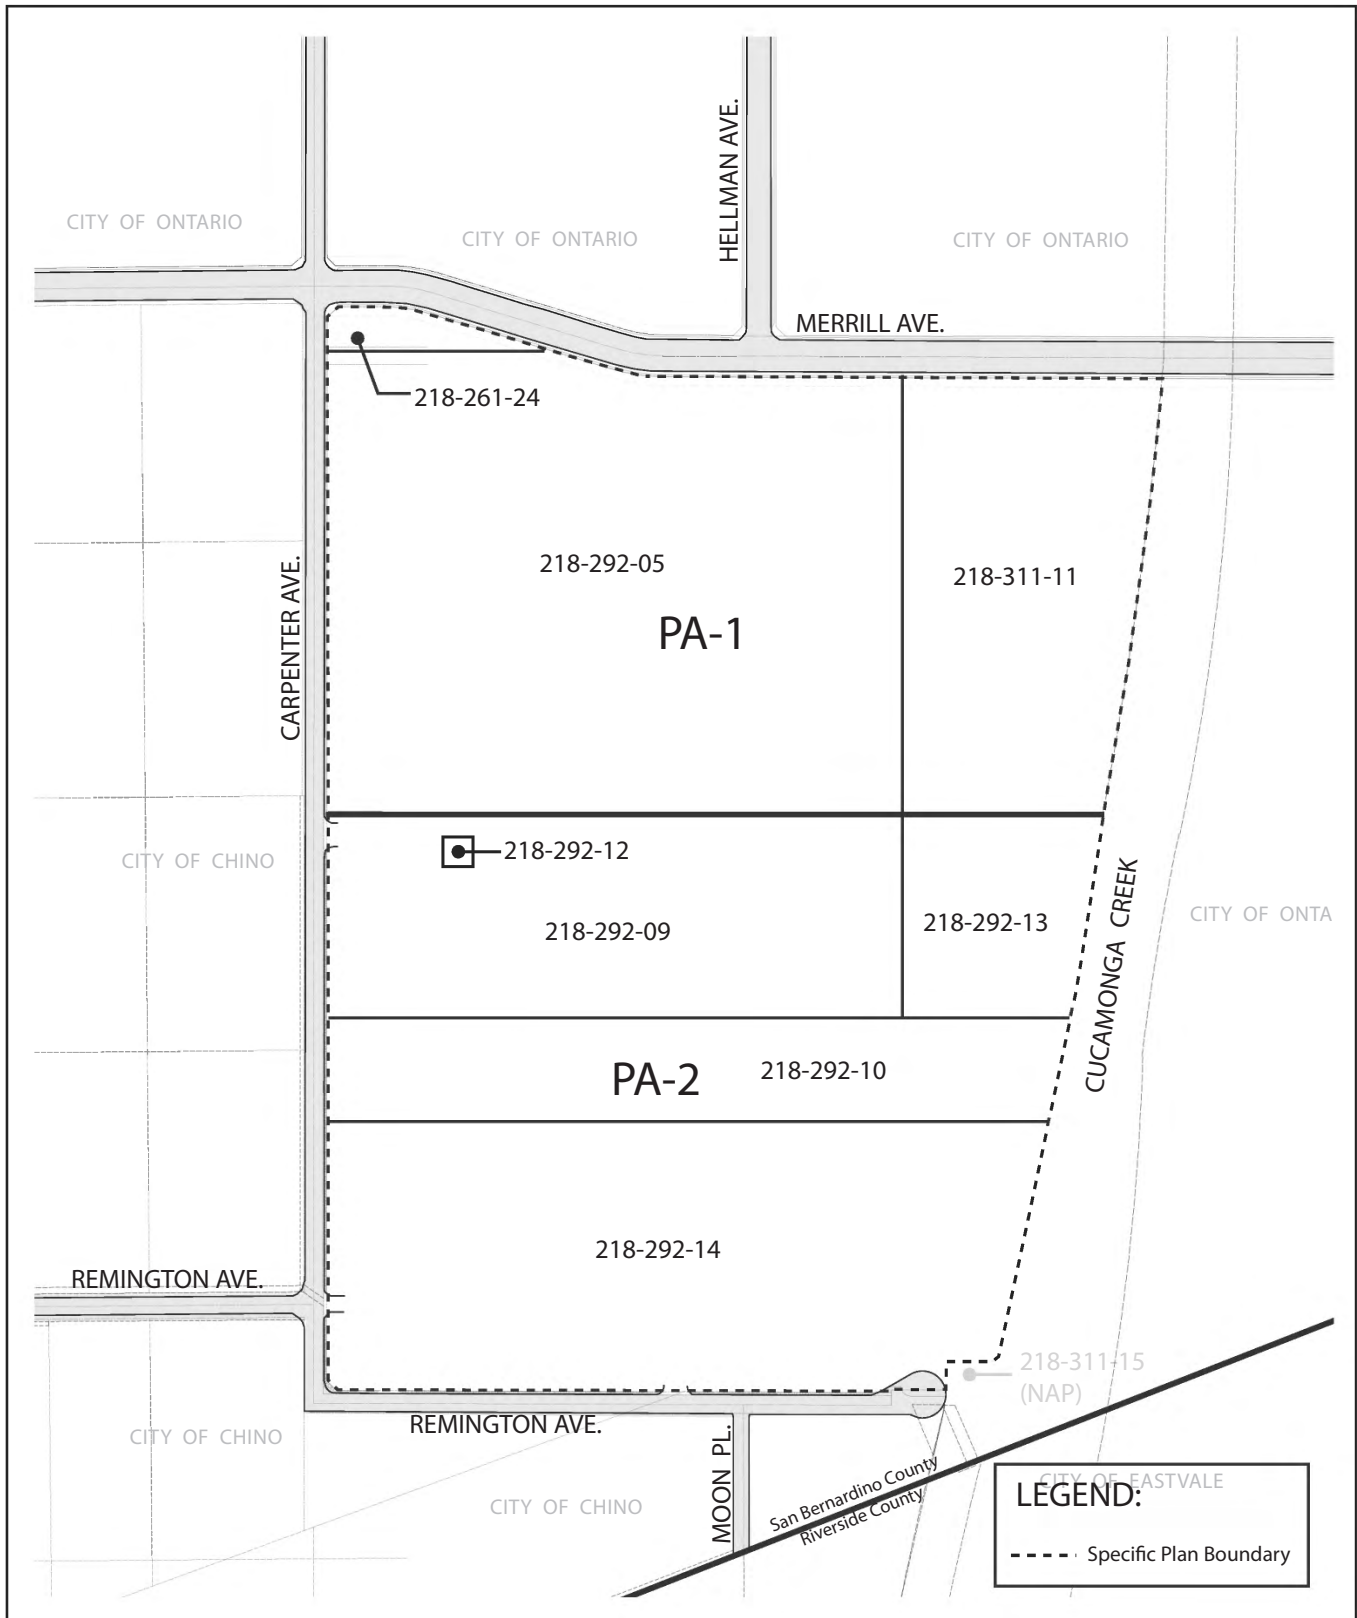 HELLMAN AVE.
CITY OF ONTARIO
CITY OF ONTARIO
CITY OF ONTARIO
MERRILL AVE.
218-261-24
218-292-05
218-311-11
PA-1
CARPENTER AVE.
218-292-12
CITY OF CHINO
218-292-09
218-292-13
CUCAMONGA CREEK
CITY OF ONTA
PA-2
218-292-10
218-292-14
REMINGTON AVE.
218-311-15
(NAP)
REMINGTON AVE.
CITY OF CHINO
MOON PL.
CITY OF CHINO
San Bernardino County
Riverside County
CITY OF EASTVALE
LEGEND:
Specific Plan Boundary